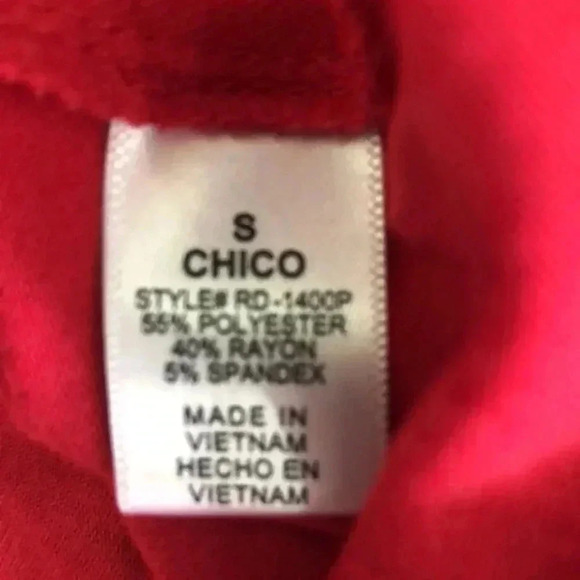 S
CHICO
STYLE# RD-1400P
55% POLYESTER
40% RAYON
5% SPANDEX
MADE IN
VIETNAM
HECHO EN
VIETNAM